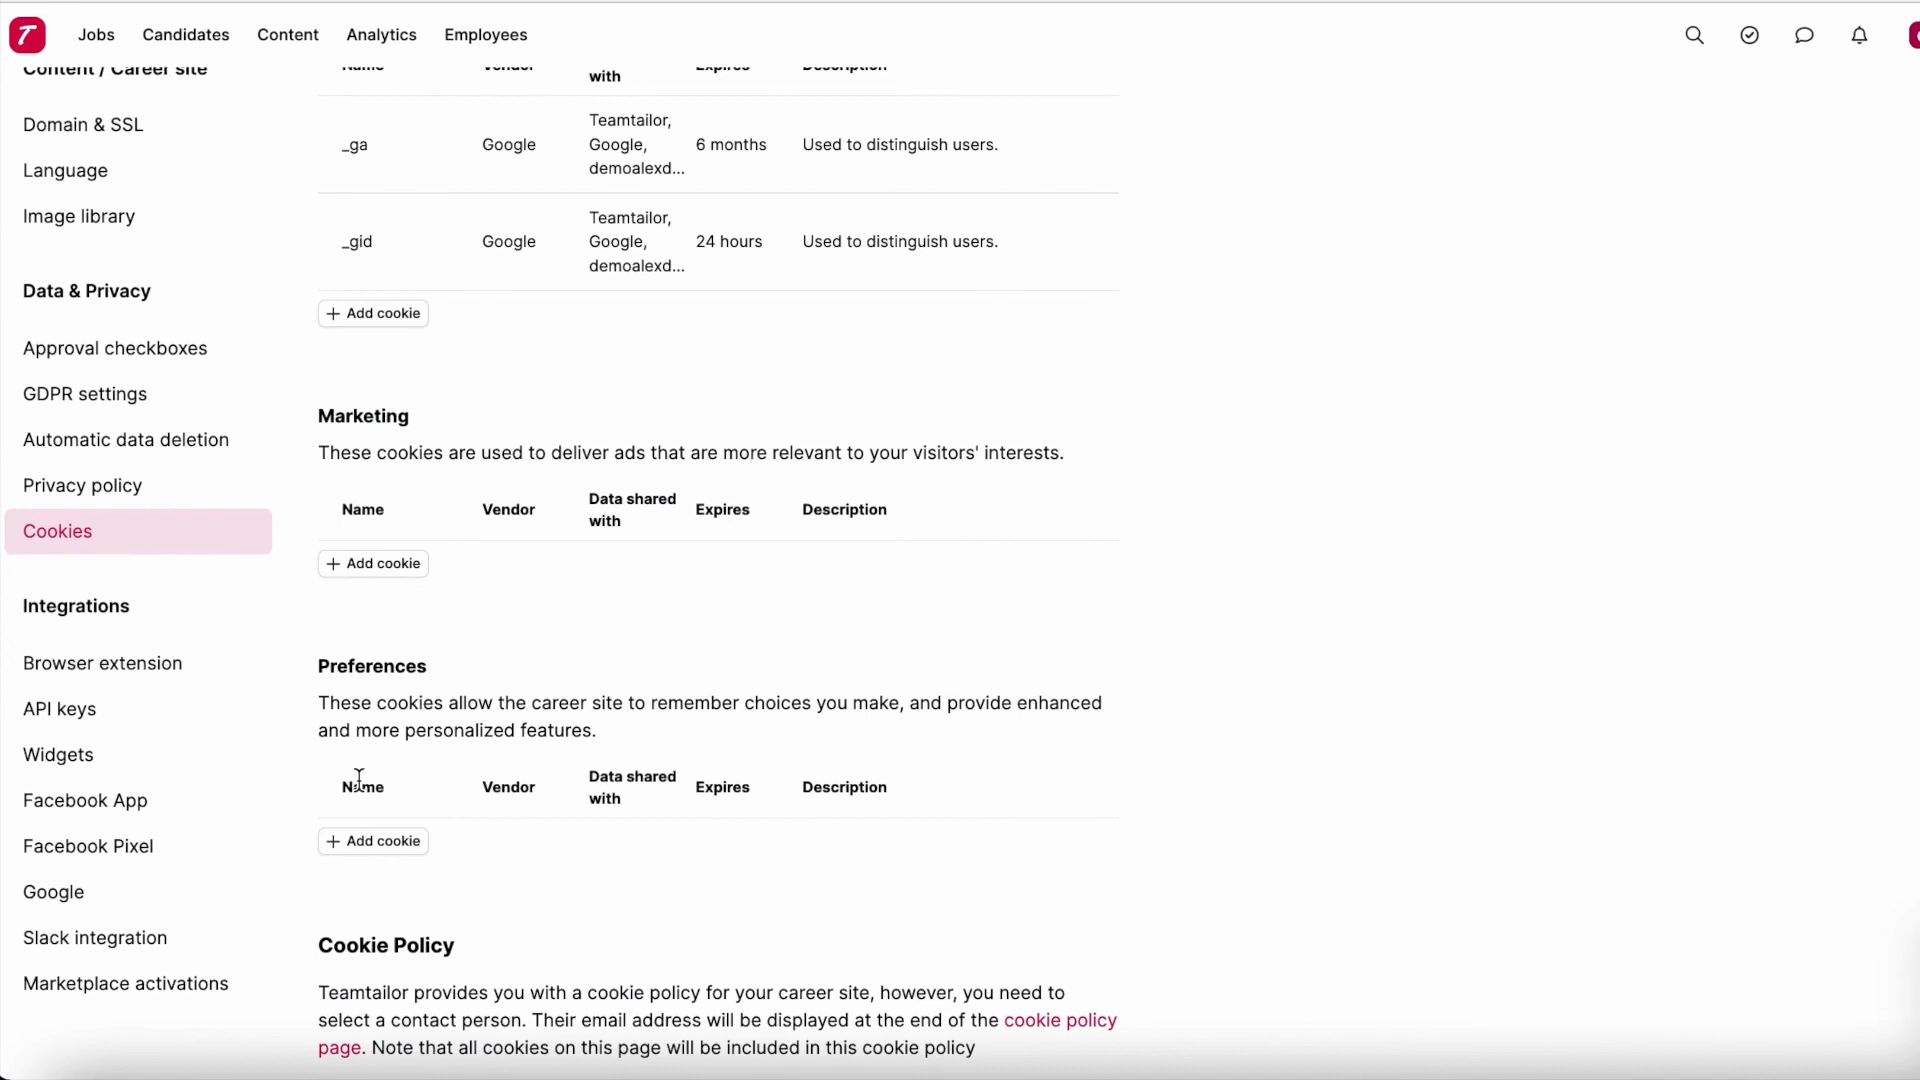 Jobs Candidates Content Analytics Employees
Content / Career site
Domain & SSL
Language
Image library
Data & Privacy
Approval checkboxes
GDPR settings
Automatic data deletion
Privacy policy
Cookies
Integrations
Browser extension
API keys
Widgets
Facebook App
Facebook Pixel
Google
Slack integration
Marketplace activations
Name Vendor with Expires Description
_ga Google Teamtailor, Google, demoalexd... 6 months Used to distinguish users.
_gid Google Teamtailor, Google, demoalexd... 24 hours Used to distinguish users.
+ Add cookie
Marketing
These cookies are used to deliver ads that are more relevant to your visitors' interests.
Name Vendor Data shared with Expires Description
+ Add cookie
Preferences
These cookies allow the career site to remember choices you make, and provide enhanced
and more personalized features.
Name Vendor Data shared with Expires Description
+ Add cookie
Cookie Policy
Teamtailor provides you with a cookie policy for your career site, however, you need to
select a contact person. Their email address will be displayed at the end of the cookie policy
page. Note that all cookies on this page will be included in this cookie policy